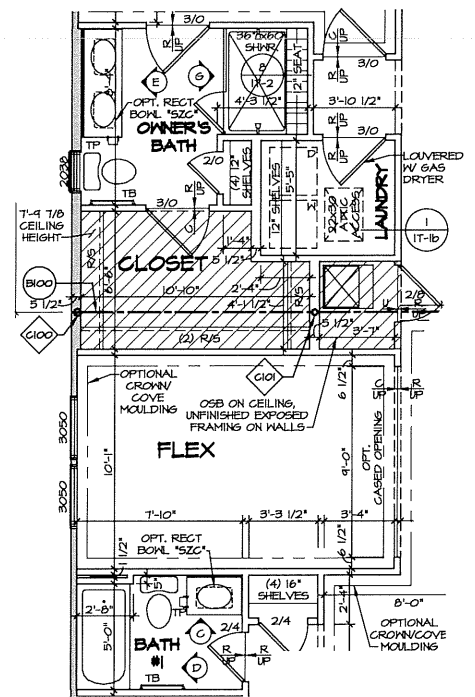 3/0
36"x60"
SHWR
12" SEAT
C UP
R UP
3/0
R UP
E
G
8
17-2
4'-3 1/2"
3'-10 1/2"
OPT. RECT
BOWL "SZC"
OWNER'S
BATH
R UP
3/0
2038
TP
TB
2/0
(4) 12"
SHELVES
12" SHELVES
5'-5"
D
LOUVERED
W/ GAS
DRYER
22x30
ATTIC
ACCESS
LAUNDRY
1
1T-1b
7'-9 7/8
CEILING
HEIGHT
3/0
R UP
C
R/S
CLOSET
1'-4"
5 1/2"
B100
10'-10"
2'-4"
4'-1 1/2"
R/S
2/8
5 1/2"
C100
(2) R/S
5 1/2"
3'-7"
U
R UP
C101
OPTIONAL
CROWN/
COVE
MOULDING
OSB ON CEILING,
UNFINISHED EXPOSED
FRAMING ON WALLS
6 1/2"
C UP
R UP
3050
3050
FLEX
10'-1"
9'-0"
OPT.
CASED OPENING
7'-10"
3'-3 1/2"
3'-4"
OPT. RECT
BOWL "SZC"
1 1/2"
6 1/2"
5"
(4) 16"
SHELVES
2'-4"
8'-0"
2'-8"
5'-0"
TP
C
2/4
2/4
OPTIONAL
CROWN/COVE
MOULDING
BATH
#1
D
R UP
R UP
TB